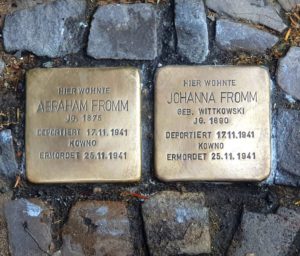 HIER WOHNTE
ABRAHAM FROMM
JG. 1875
DEPORTIERT 17.11.1941
KOWNO
ERMORDET 25.11.1941
HIER WOHNTE
JOHANNA FROMM
GEB. WITTKOWSKI
JG. 1890
DEPORTIERT 17.11.1941
KOWNO
ERMORDET 25.11.1941